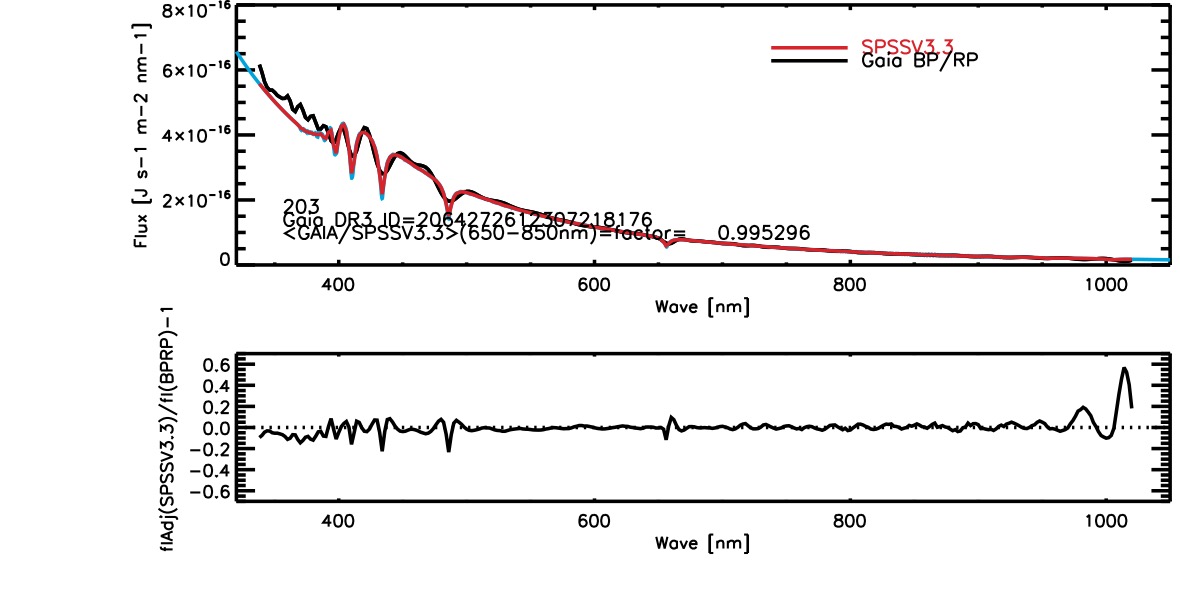 8×10−16
6×10−16
4×10−16
2×10−16
0
Flux [J s−1 m−2 nm−1]
SPSSV3.3
Gaia BP/RP
203
Gaia DR3 ID=2064272612307218176
<GAIA/SPSSV3.3>(650−850nm)=factor= 0.995296
400 600 800 1000
Wave [nm]
flAdj(SPSSV3.3)/fl(BPRP)−1
0.6
0.4
0.2
0.0
−0.2
−0.4
−0.6
400 600 800 1000
Wave [nm]